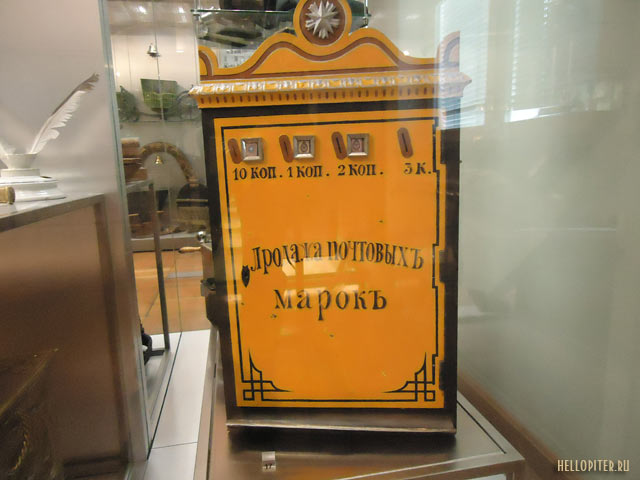 10 КОП. 1 КОП. 2 КОП. 3 К.
Продажа почтовыхъ
марокъ
HELLOPITER.RU